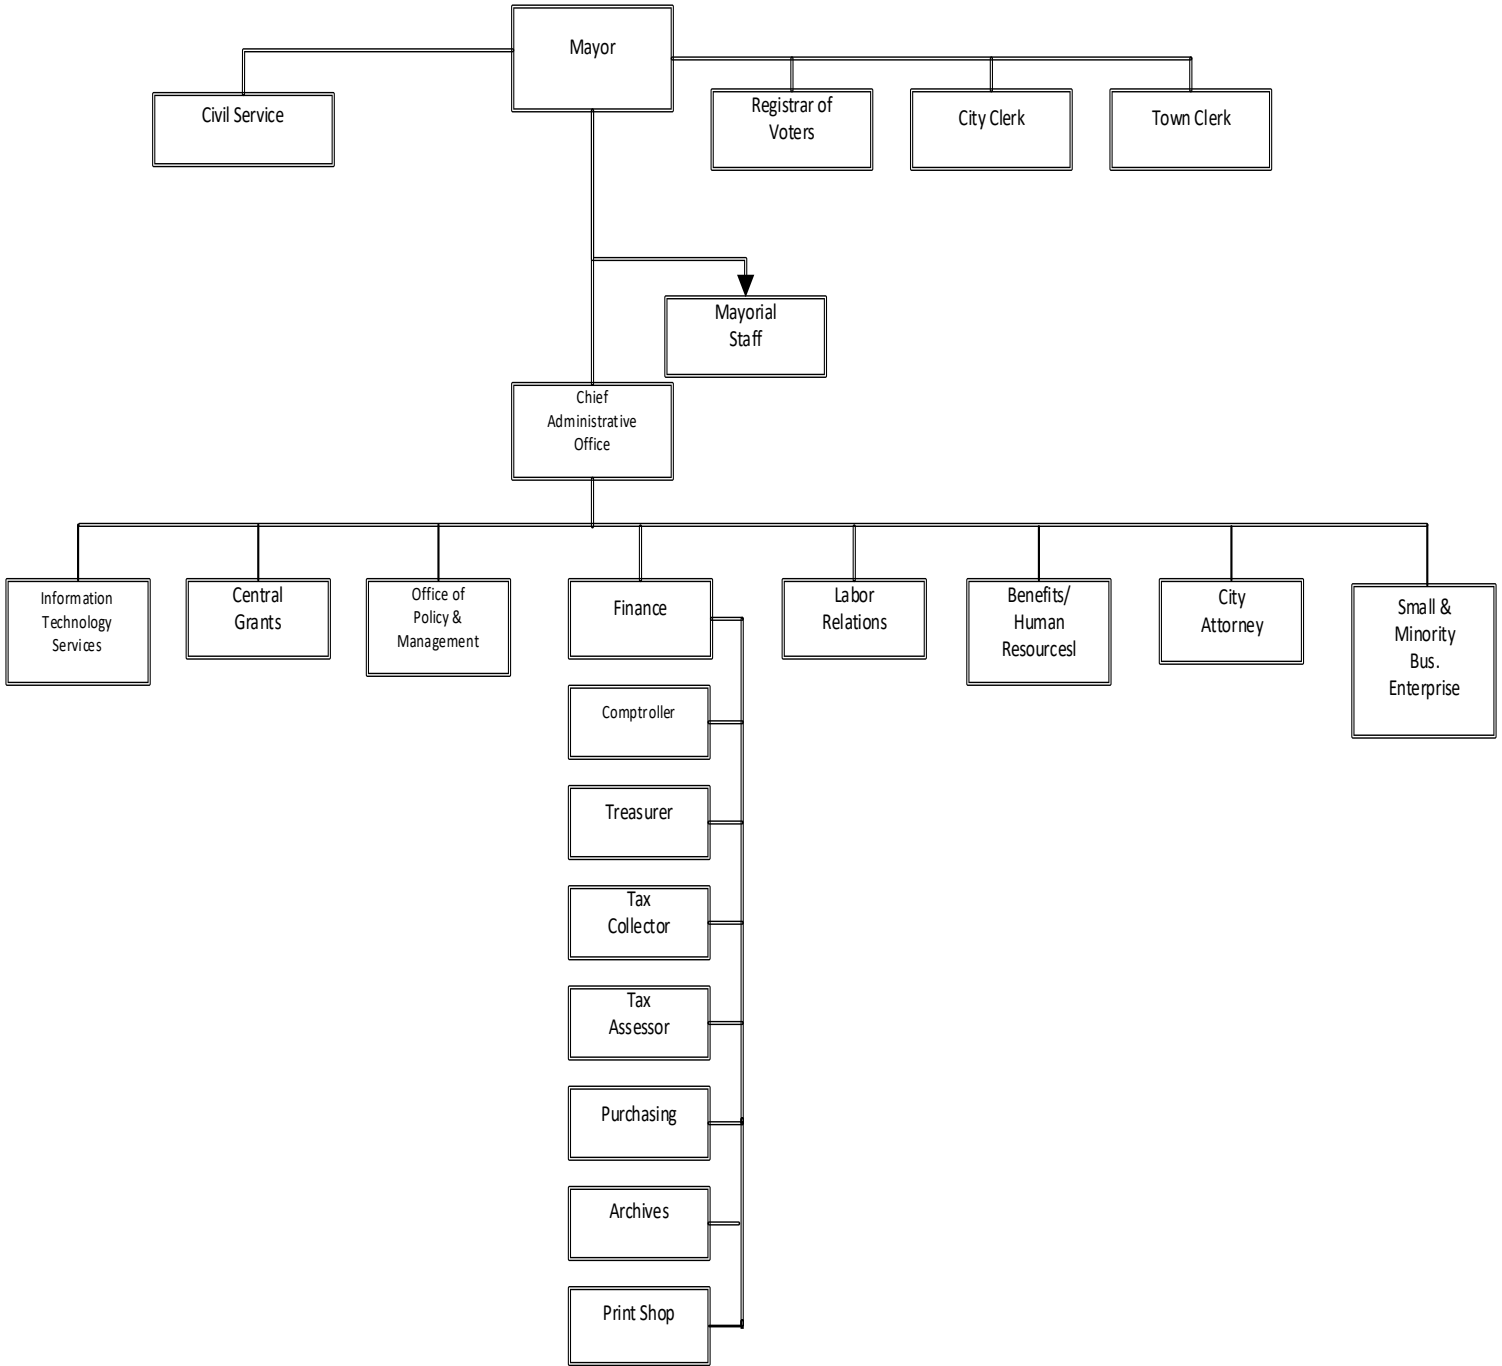 Mayor
Civil Service
Registrar of
Voters
City Clerk
Town Clerk
Mayorial
Staff
Chief
Administrative
Office
Information
Technology
Services
Central
Grants
Office of
Policy &
Management
Finance
Labor
Relations
Benefits/
Human
Resourcesl
City
Attorney
Small &
Minority
Bus.
Enterprise
Comptroller
Treasurer
Tax
Collector
Tax
Assessor
Purchasing
Archives
Print Shop